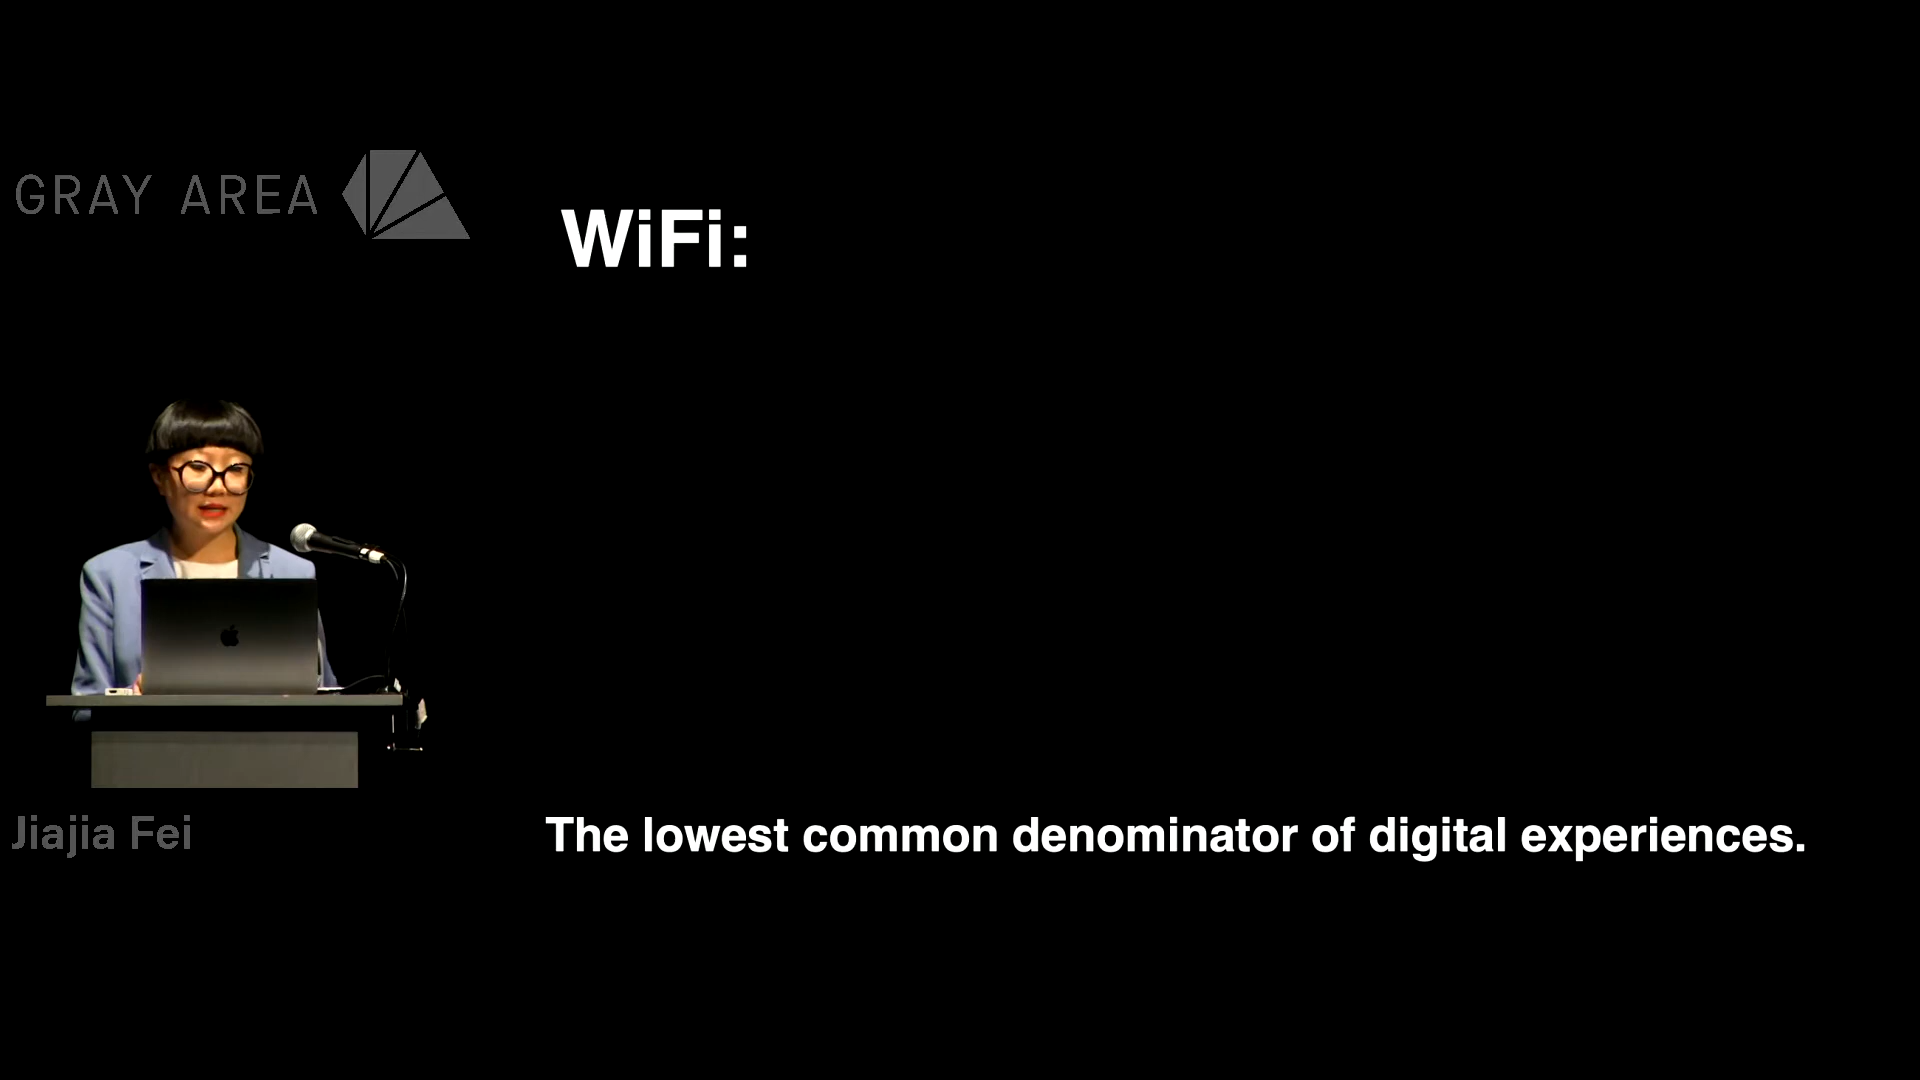 GRAY AREA
WiFi:
Jiajia Fei
The lowest common denominator of digital experiences.